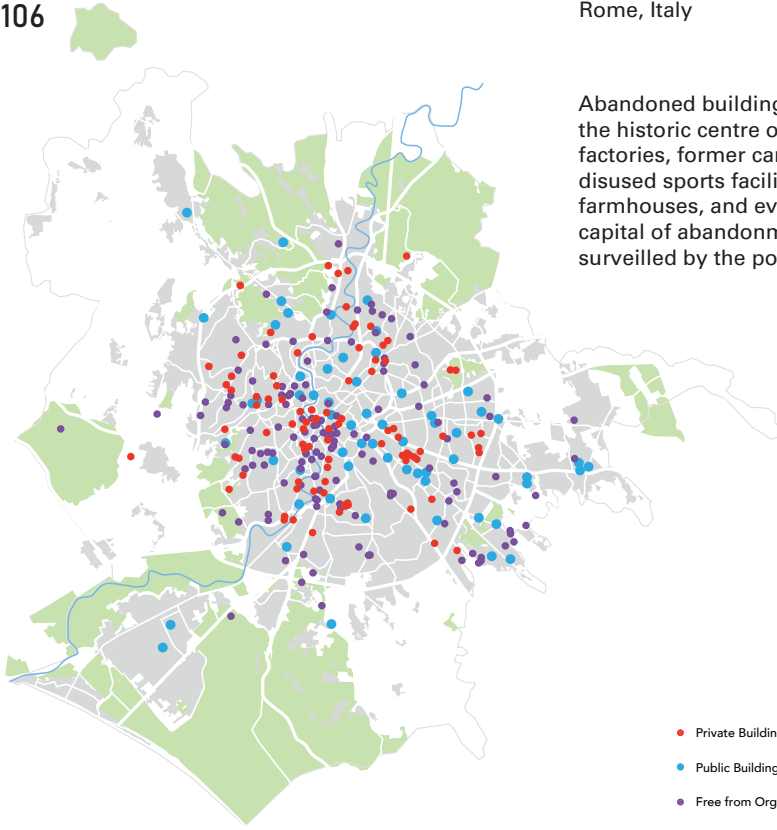 106
Rome, Italy
Abandoned building
the historic centre o
factories, former car
disused sports facili
farmhouses, and ev
capital of abandonm
surveilled by the po
Private Buildin
Public Building
Free from Org